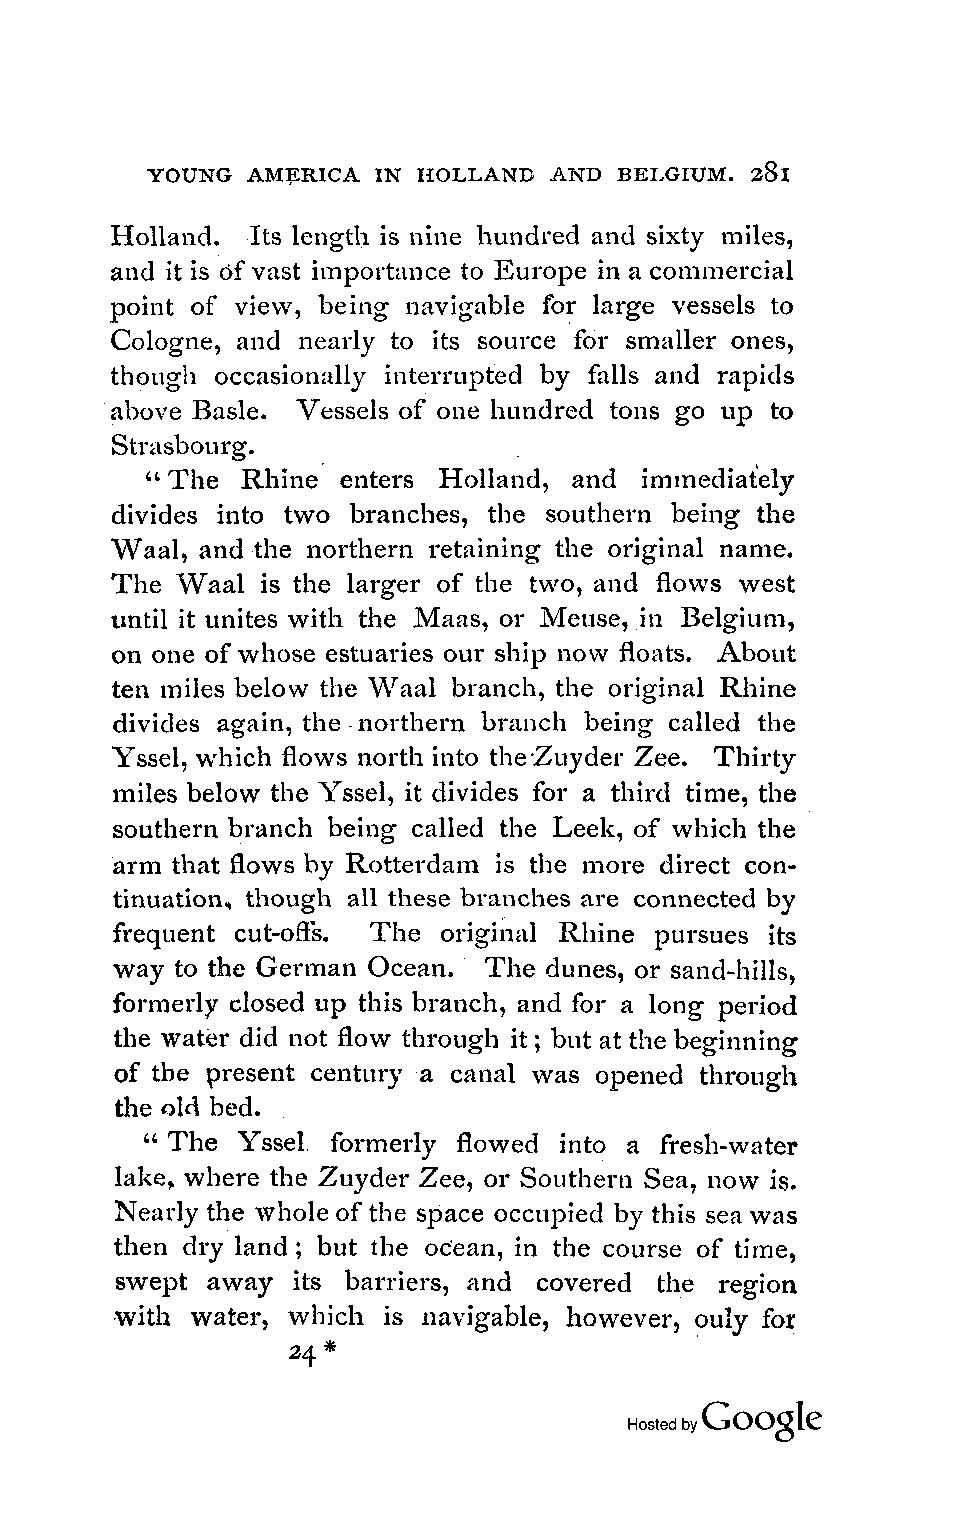 YOUNG AMERICA IN HOLLAND AND BELGIUM. 281
Holland. Its length is nine hundred and sixty miles,
and it is of vast importance to Europe in a commercial
point of view, being navigable for large vessels to
Cologne, and nearly to its source for smaller ones,
though occasionally interrupted by falls and rapids
above Basle. Vessels of one hundred tons go up to
Strasbourg.
“The Rhine enters Holland, and immediately
divides into two branches, the southern being the
Waal, and the northern retaining the original name.
The Waal is the larger of the two, and flows west
until it unites with the Maas, or Meuse, in Belgium,
on one of whose estuaries our ship now floats. About
ten miles below the Waal branch, the original Rhine
divides again, the northern branch being called the
Yssel, which flows north into the Zuyder Zee. Thirty
miles below the Yssel, it divides for a third time, the
southern branch being called the Leek, of which the
arm that flows by Rotterdam is the more direct con-
tinuation, though all these branches are connected by
frequent cut-offs. The original Rhine pursues its
way to the German Ocean. The dunes, or sand-hills,
formerly closed up this branch, and for a long period
the water did not flow through it; but at the beginning
of the present century a canal was opened through
the old bed.
“The Yssel formerly flowed into a fresh-water
lake, where the Zuyder Zee, or Southern Sea, now is.
Nearly the whole of the space occupied by this sea was
then dry land; but the ocean, in the course of time,
swept away its barriers, and covered the region
with water, which is navigable, however, ouly for
24*
Hosted by Google